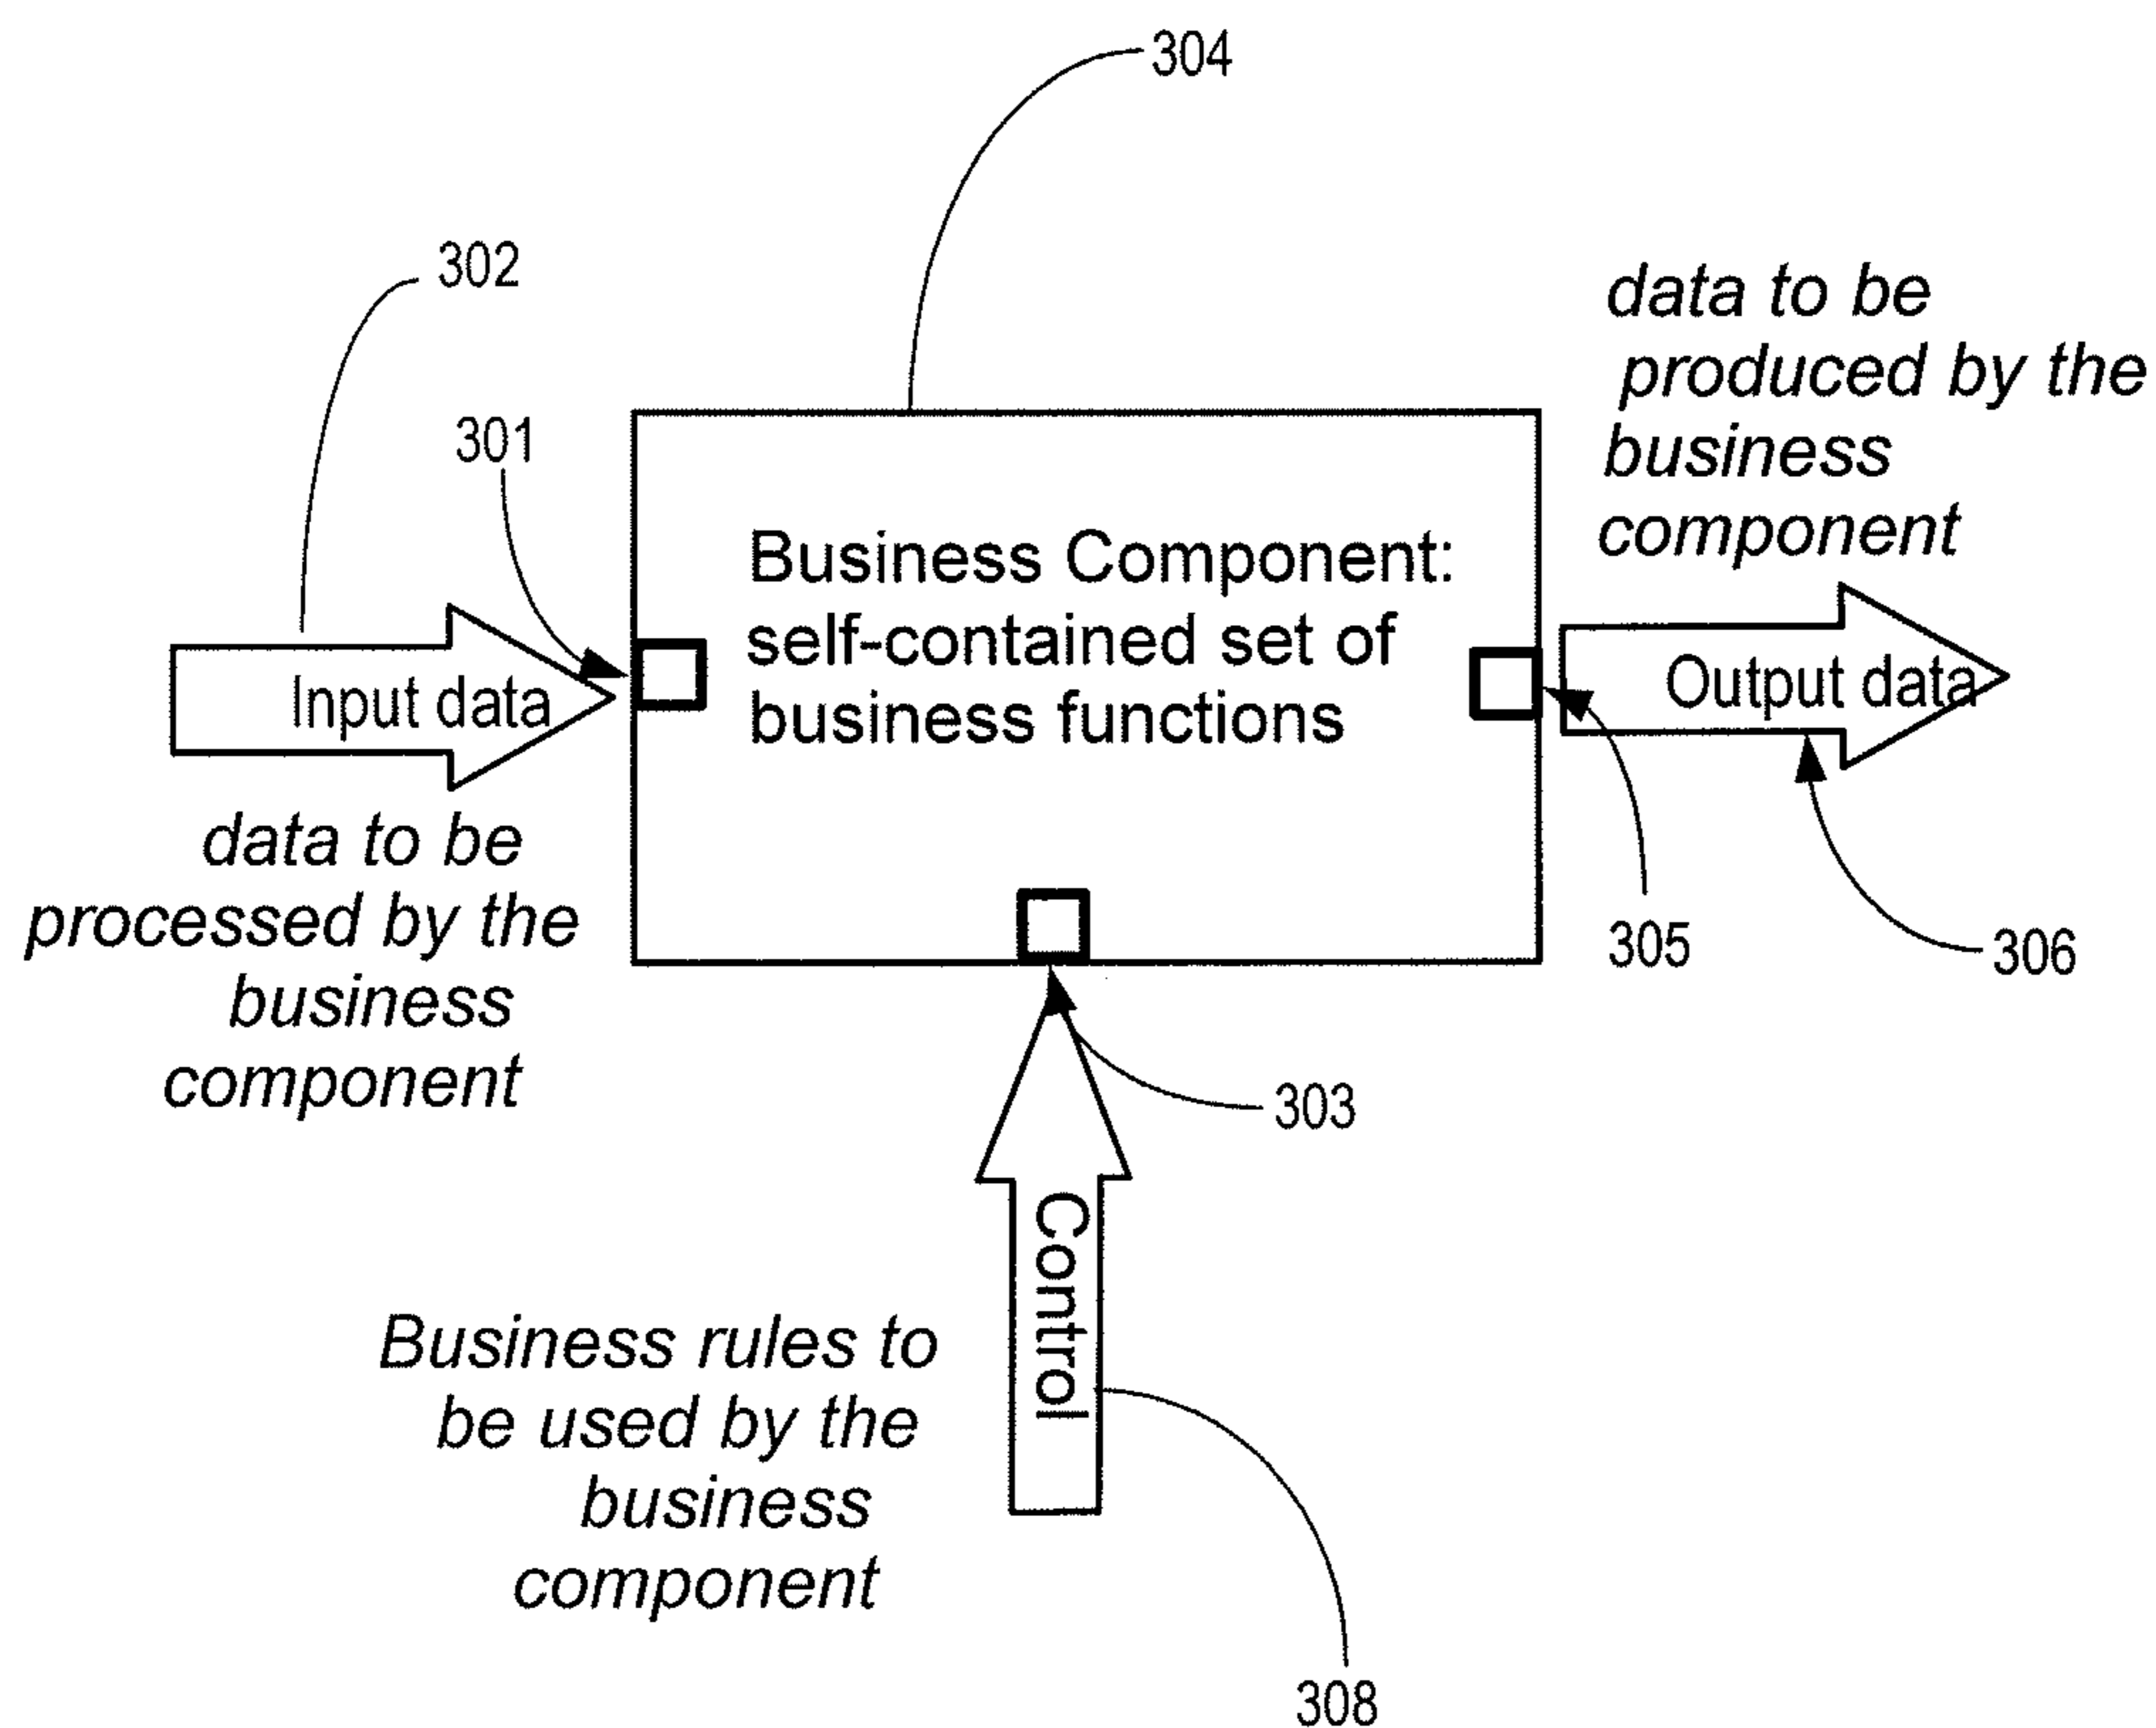 304
302
301
data to be
produced by the
business
component
Business Component:
self-contained set of
business functions
Input data
Output data
data to be
processed by the
business
component
305
306
303
Control
Business rules to
be used by the
business
component
308